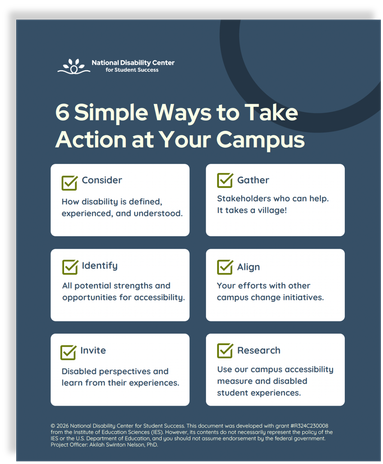 National Disability Center
for Student Success
6 Simple Ways to Take
Action at Your Campus
Consider
How disability is defined,
experienced, and understood.
Gather
Stakeholders who can help.
It takes a village!
Identify
All potential strengths and
opportunities for accessibility.
Align
Your efforts with other
campus change initiatives.
Invite
Disabled perspectives and
learn from their experiences.
Research
Use our campus accessibility
measure and disabled
student experiences.
© 2026 National Disability Center for Student Success. This document was developed with grant #R324C230008
from the Institute of Education Sciences (IES). However, its contents do not necessarily represent the policy of the
IES or the U.S. Department of Education, and you should not assume endorsement by the federal government.
Project Officer: Akilah Swinton Nelson, PhD.